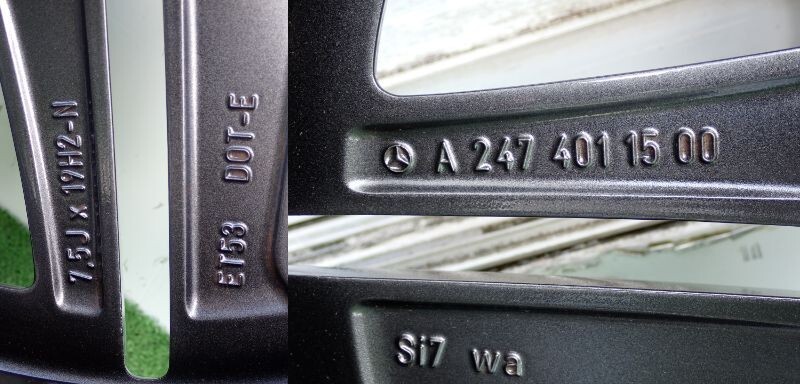 7.5J x 19H2-N
ET53 DOT-E
A 247 401 15 00
Si7 wa